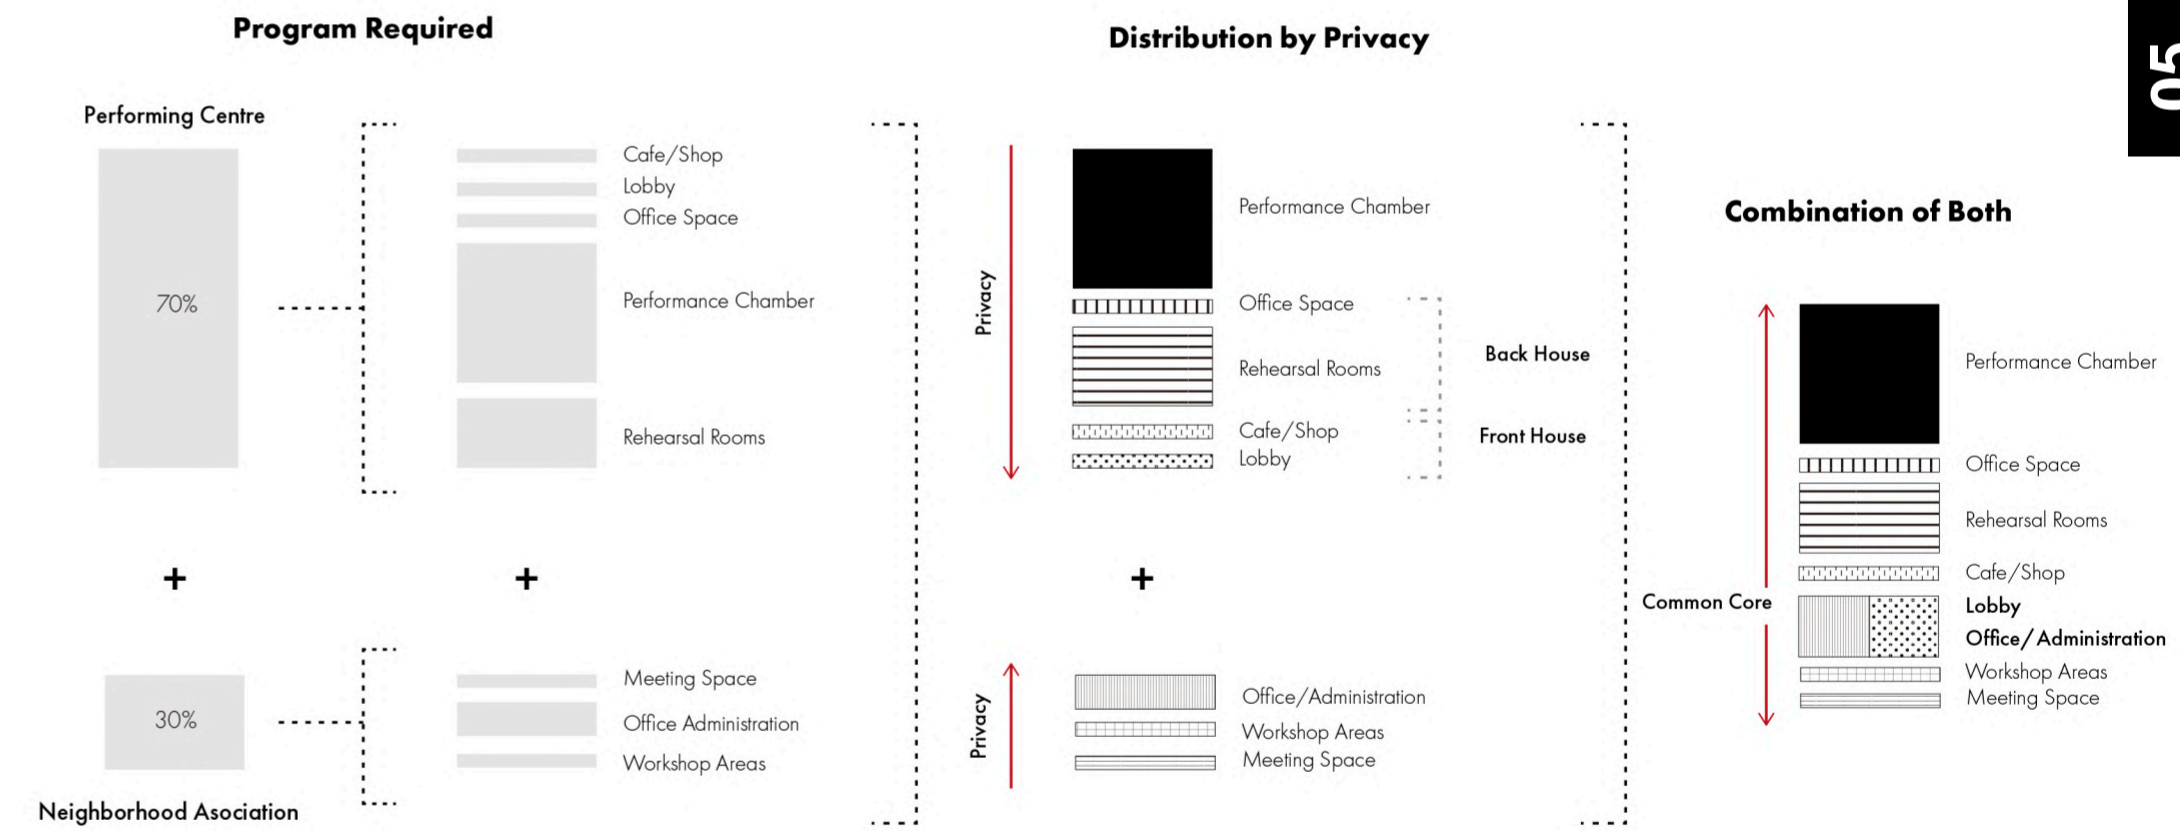 Program Required
Performing Centre
70%
Cafe/Shop
Lobby
Office Space
Performance Chamber
Rehearsal Rooms
+
+
30%
Neighborhood Asociation
Meeting Space
Office Administration
Workshop Areas
Distribution by Privacy
Privacy
Performance Chamber
Office Space
Rehearsal Rooms
Cafe/Shop
Lobby
Back House
Front House
+
Privacy
Office/Administration
Workshop Areas
Meeting Space
05
Combination of Both
Common Core
Performance Chamber
Office Space
Rehearsal Rooms
Cafe/Shop
Lobby
Office/Administration
Workshop Areas
Meeting Space